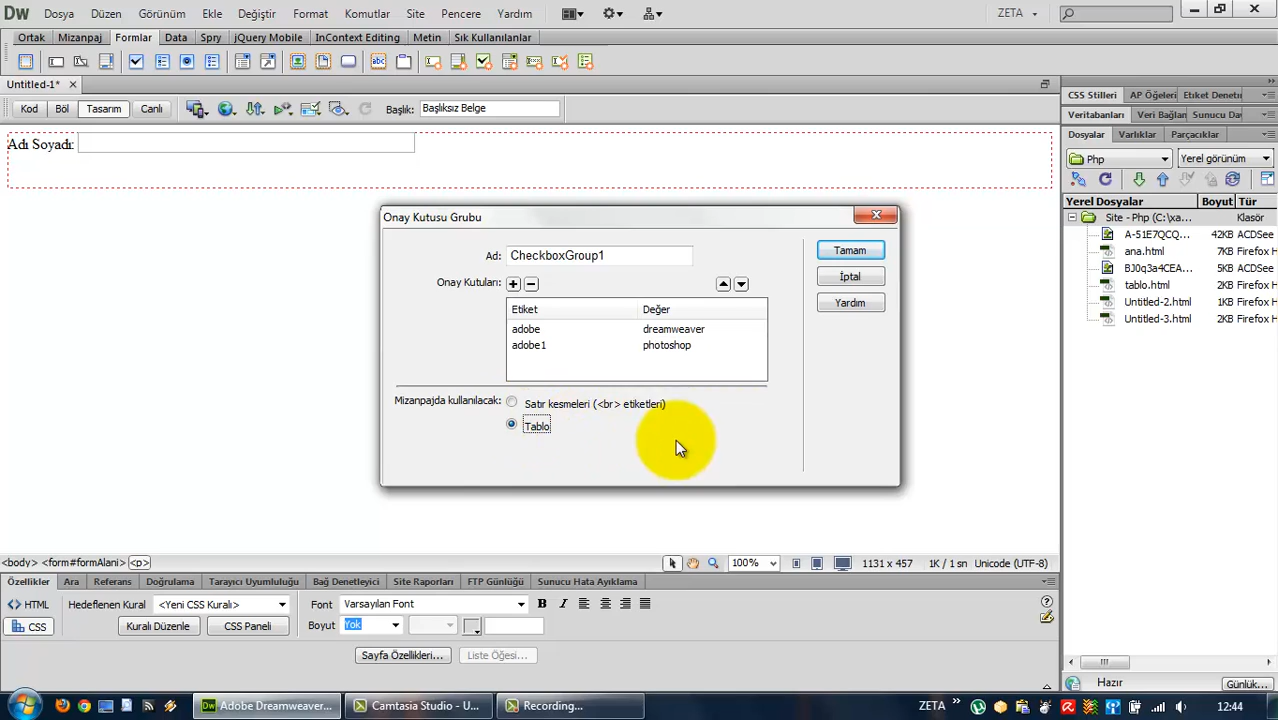 Dw Dosya Düzen Görünüm Ekle Değiştir Format Komutlar Site Pencere Yardım ZETA
Ortak Mizanpaj Formlar Data Spry jQuery Mobile InContext Editing Metin Sık Kullanılanlar
Untitled-1*
Kod Böl Tasarım Canlı Başlık: Başlıksız Belge
Adı Soyadı:
Onay Kutusu Grubu
Ad: CheckboxGroup1
Onay Kutuları:
Etiket Değer
adobe dreamweaver
adobe1 photoshop
Mizanpajda kullanılacak: Satır kesmeleri (<br> etiketleri)
Tablo
Tamam
İptal
Yardım
CSS Stilleri AP Öğeleri Etiket Denetı
Veritabanları Veri Bağlan Sunucu Da
Dosyalar Varlıklar Parçacıklar
Php Yerel görünüm
Yerel Dosyalar Boyut Tür
Site - Php (C:\xa... Klasör
A-51E7QCQ... 42KB ACDSee
ana.html 7KB Firefox H
BJ0q3a4CEA... 5KB ACDSee
tablo.html 2KB Firefox H
Untitled-2.html 1KB Firefox H
Untitled-3.html 2KB Firefox H
<body> <form#formAlani> <p> 100% 1131 x 457 1K / 1 sn Unicode (UTF-8)
Özellikler Ara Referans Doğrulama Tarayıcı Uyumluluğu Bağ Denetleyici Site Raporları FTP Günlüğü Sunucu Hata Ayıklama
<> HTML Hedeflenen Kural <Yeni CSS Kuralı> Font Varsayılan Font B I
CSS Kuralı Düzenle CSS Paneli Boyut Yok
Sayfa Özellikleri... Liste Öğesi...
Hazır Günlük...
Dw Adobe Dreamweaver... Camtasia Studio - U... Recording... ZETA 12:44